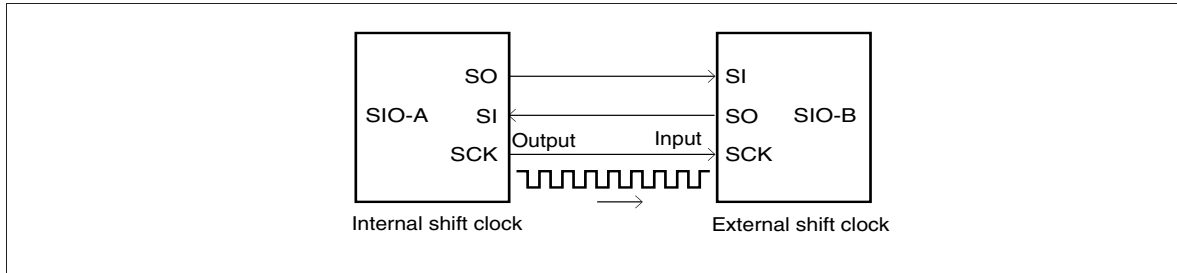 SO SI
SIO-A SI SO SIO-B
Output Input
SCK SCK
Internal shift clock External shift clock